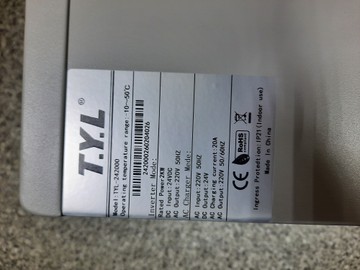 T.Y.L®
Model: TYL-242000
Operating temperature range: -10~50℃
242000260204026
Inverter Mode:
Rated Power:2KW
DC Input:24VDC
AC Output:220V 50HZ
AC Charger Mode:
AC Input: 220V 50HZ
DC Output:24V
AC Charging current:20A
AC Output: 220V 50/60HZ
CE RoHS
Ingress Protection: IP21(Indoor use)
Made in China